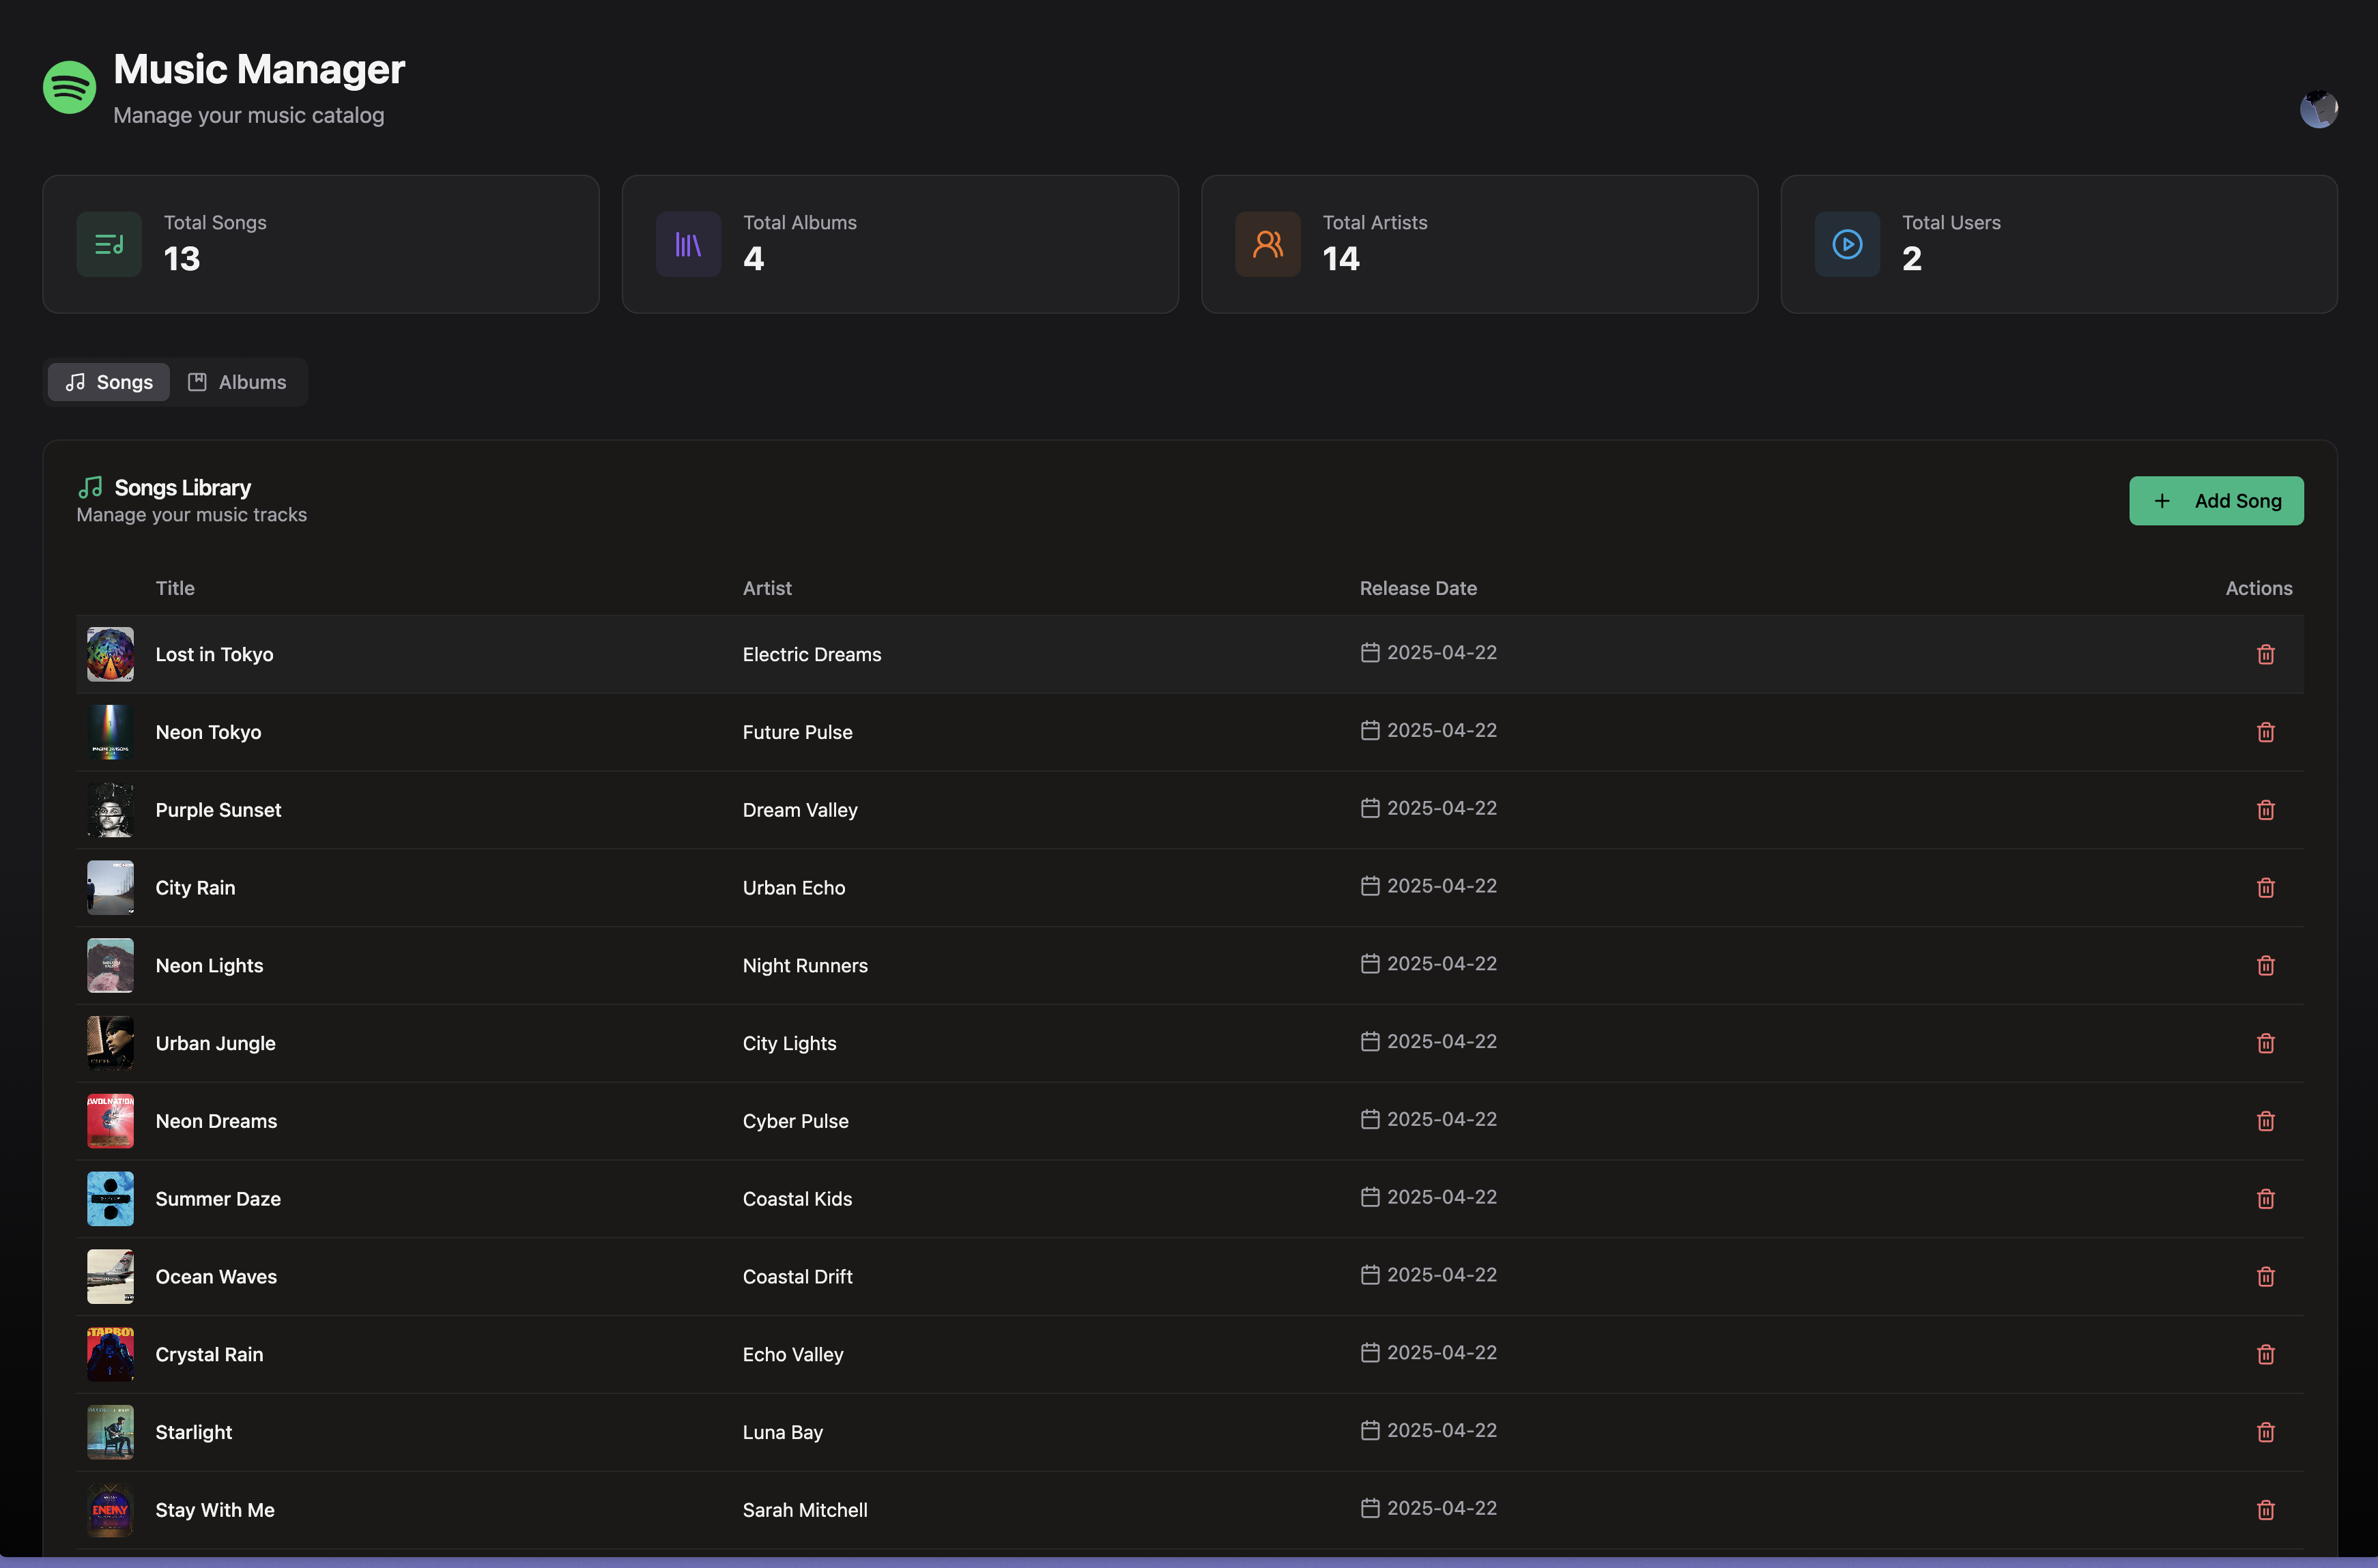 Music Manager
Manage your music catalog
Total Songs
13
Total Albums
4
Total Artists
14
Total Users
2
Songs
Albums
Songs Library
Manage your music tracks
+ Add Song
Title Artist Release Date Actions
Lost in Tokyo Electric Dreams 2025-04-22
Neon Tokyo Future Pulse 2025-04-22
Purple Sunset Dream Valley 2025-04-22
City Rain Urban Echo 2025-04-22
Neon Lights Night Runners 2025-04-22
Urban Jungle City Lights 2025-04-22
Neon Dreams Cyber Pulse 2025-04-22
Summer Daze Coastal Kids 2025-04-22
Ocean Waves Coastal Drift 2025-04-22
STARBOY
Crystal Rain Echo Valley 2025-04-22
Starlight Luna Bay 2025-04-22
ENEMY
Stay With Me Sarah Mitchell 2025-04-22